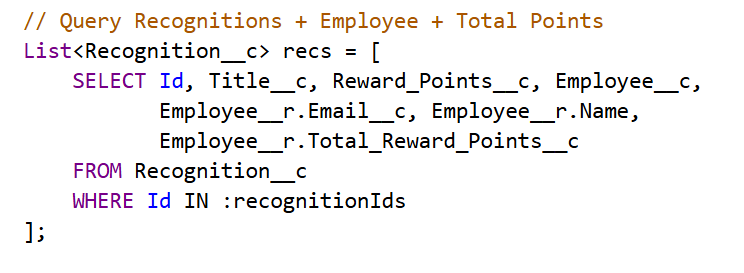 // Query Recognitions + Employee + Total Points
List<Recognition__c> recs = [
    SELECT Id, Title__c, Reward_Points__c, Employee__c,
           Employee__r.Email__c, Employee__r.Name,
           Employee__r.Total_Reward_Points__c
    FROM Recognition__c
    WHERE Id IN :recognitionIds
];